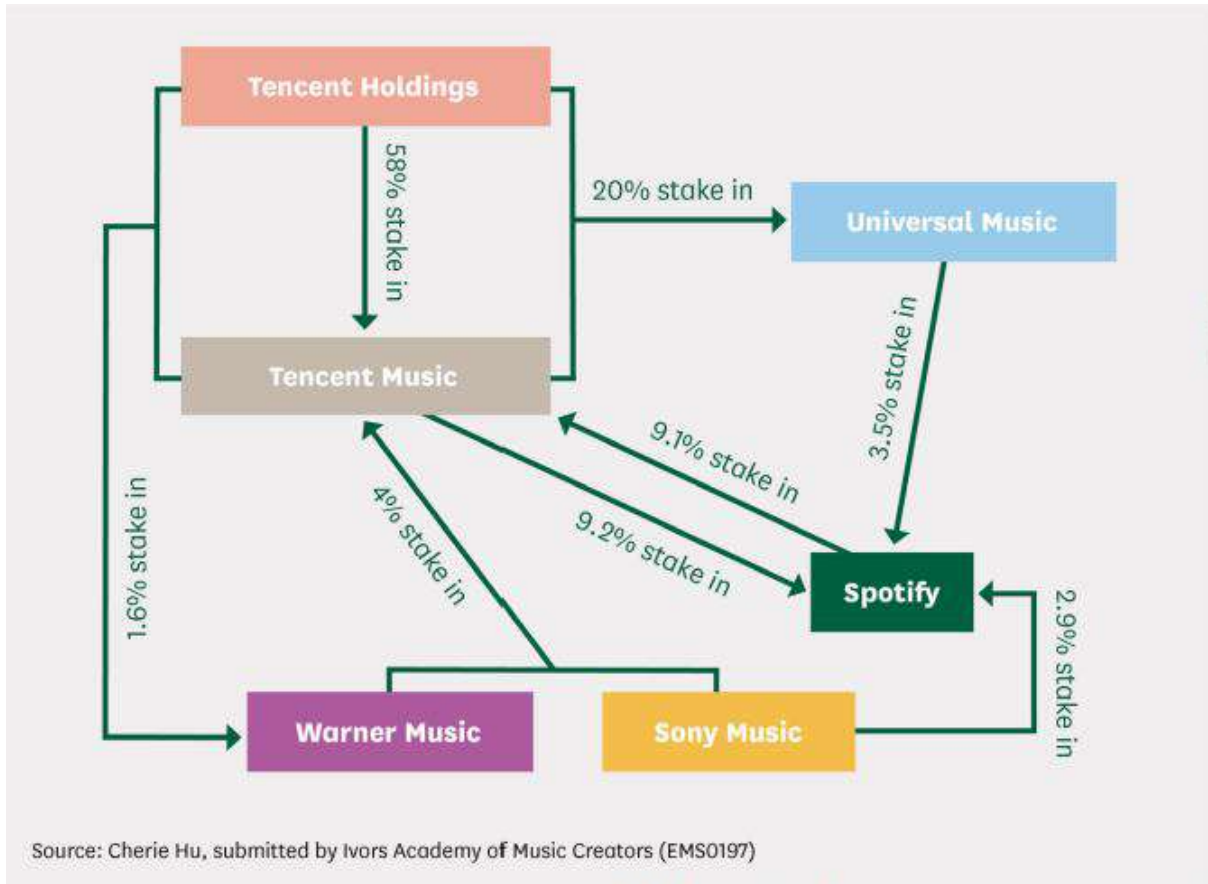 Tencent Holdings
58% stake in
20% stake in
Universal Music
Tencent Music
3.5% stake in
9.1% stake in
9.2% stake in
4% stake in
1.6% stake in
Spotify
2.9% stake in
Warner Music
Sony Music
Source: Cherie Hu, submitted by Ivors Academy of Music Creators (EMS0197)